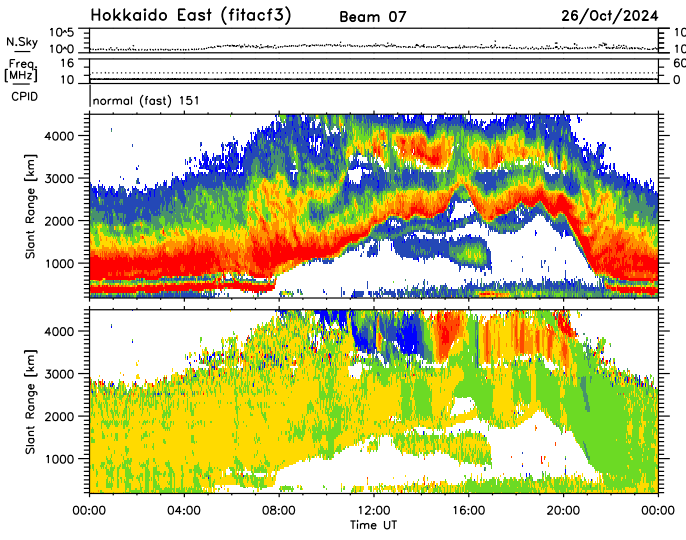 Hokkaido East (fitacf3) Beam 07 26/Oct/2024
N.Sky 10^5 10^0
Freq. [MHz] 16 10 60 0
CPID normal (fast) 151
Slant Range [km] 4000 3000 2000 1000
Slant Range [km] 4000 3000 2000 1000
00:00 04:00 08:00 12:00 16:00 20:00 00:00
Time UT